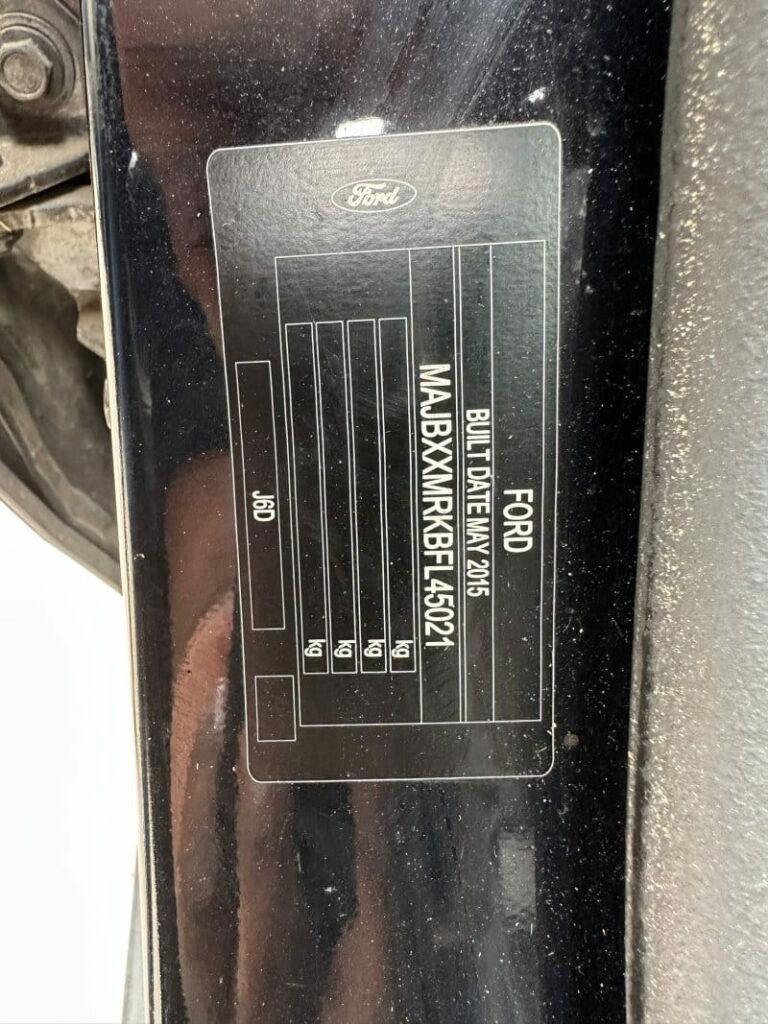 Ford
FORD
BUILT DATE MAY 2015
MAJBXXMRKBFL45021
kg
kg
kg
kg
J6D